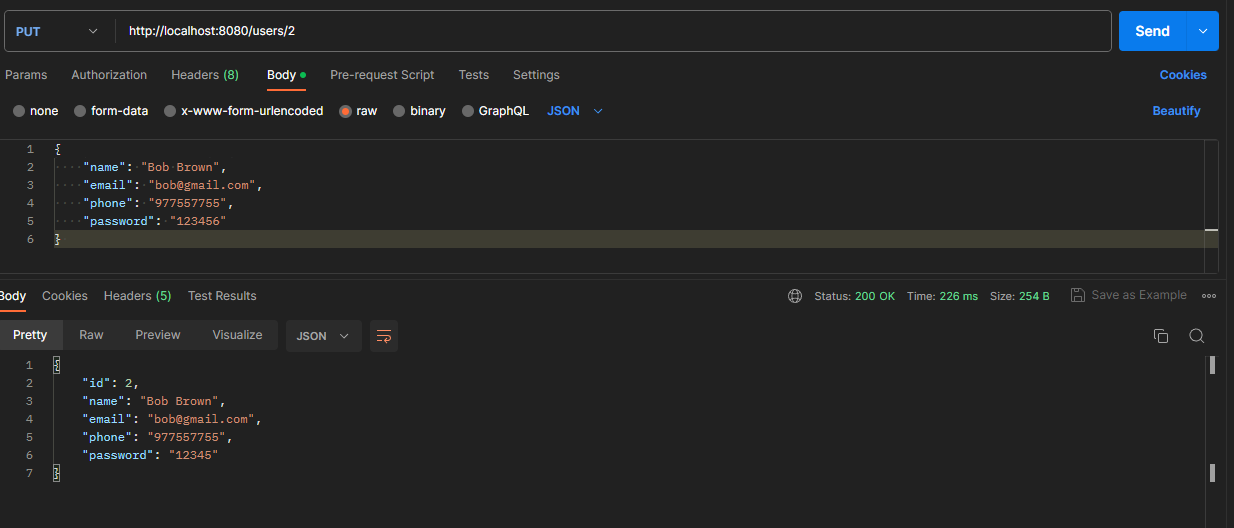 PUT http://localhost:8080/users/2 Send
Params Authorization Headers (8) Body Pre-request Script Tests Settings Cookies
none form-data x-www-form-urlencoded raw binary GraphQL JSON Beautify
1 {
2 "name": "Bob Brown",
3 "email": "bob@gmail.com",
4 "phone": "977557755",
5 "password": "123456"
6 }
Body Cookies Headers (5) Test Results Status: 200 OK Time: 226 ms Size: 254 B Save as Example
Pretty Raw Preview Visualize JSON
1 {
2 "id": 2,
3 "name": "Bob Brown",
4 "email": "bob@gmail.com",
5 "phone": "977557755",
6 "password": "12345"
7 }